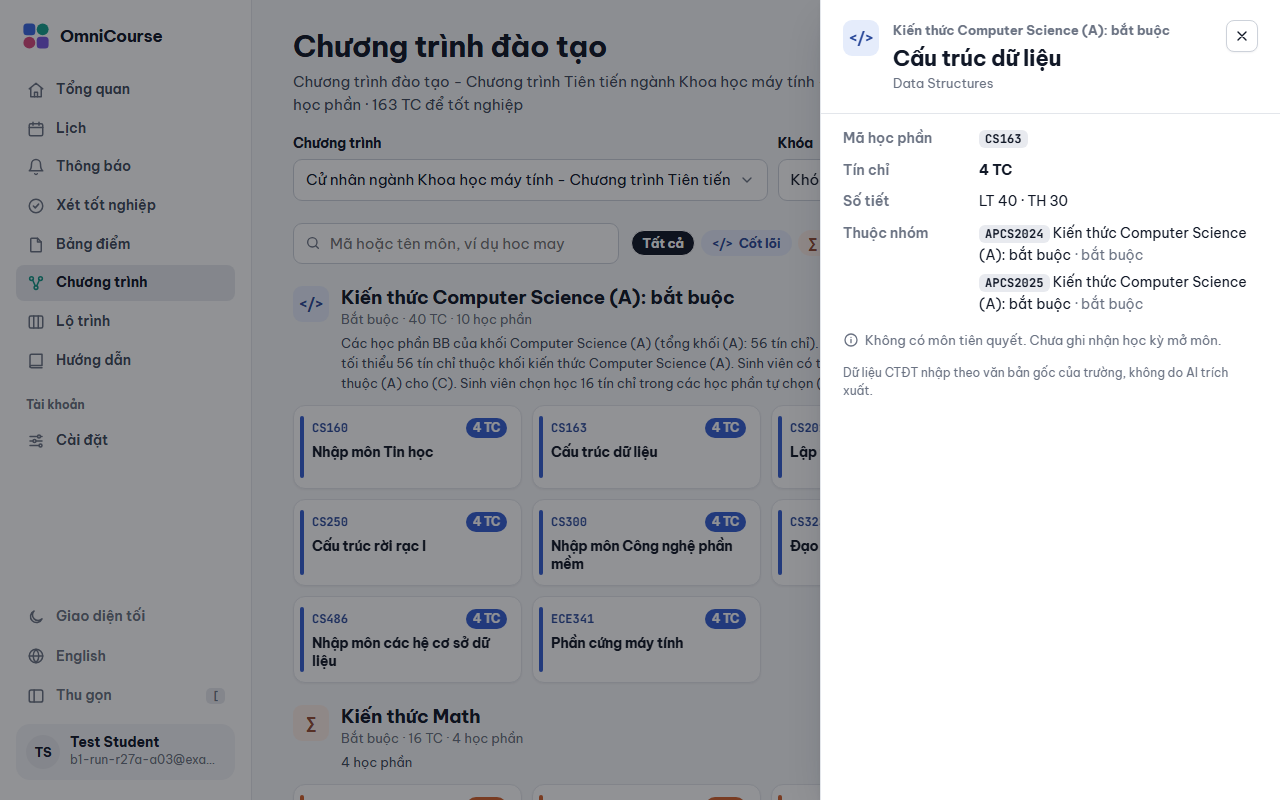 OmniCourse
Tổng quan
Lịch
Thông báo
Xét tốt nghiệp
Bảng điểm
Chương trình
Lộ trình
Hướng dẫn
Tài khoản
Cài đặt
Giao diện tối
English
Thu gọn [
TS
Test Student
b1-run-r27a-a03@exa...
Chương trình đào tạo
Chương trình đào tạo - Chương trình Tiên tiến ngành Khoa học máy tính
học phần · 163 TC để tốt nghiệp
Chương trình
Khóa
Cử nhân ngành Khoa học máy tính - Chương trình Tiên tiến
Khó
Mã hoặc tên môn, ví dụ hoc may
Tất cả
</> Cốt lõi
∑
</>
Kiến thức Computer Science (A): bắt buộc
Bắt buộc · 40 TC · 10 học phần
Các học phần BB của khối Computer Science (A) (tổng khối (A): 56 tín chỉ).
tối thiểu 56 tín chỉ thuộc khối kiến thức Computer Science (A). Sinh viên có t
thuộc (A) cho (C). Sinh viên chọn học 16 tín chỉ trong các học phần tự chọn (
CS160 4 TC
Nhập môn Tin học
CS163 4 TC
Cấu trúc dữ liệu
CS20
Lập
CS250 4 TC
Cấu trúc rời rạc I
CS300 4 TC
Nhập môn Công nghệ phần
mềm
CS32
Đạo
CS486 4 TC
Nhập môn các hệ cơ sở dữ
liệu
ECE341 4 TC
Phần cứng máy tính
∑
Kiến thức Math
Bắt buộc · 16 TC · 4 học phần
4 học phần
</>
Kiến thức Computer Science (A): bắt buộc
Cấu trúc dữ liệu
Data Structures
Mã học phần CS163
Tín chỉ 4 TC
Số tiết LT 40 · TH 30
Thuộc nhóm APCS2024 Kiến thức Computer Science
(A): bắt buộc · bắt buộc
APCS2025 Kiến thức Computer Science
(A): bắt buộc · bắt buộc
Không có môn tiên quyết. Chưa ghi nhận học kỳ mở môn.
Dữ liệu CTĐT nhập theo văn bản gốc của trường, không do AI trích
xuất.